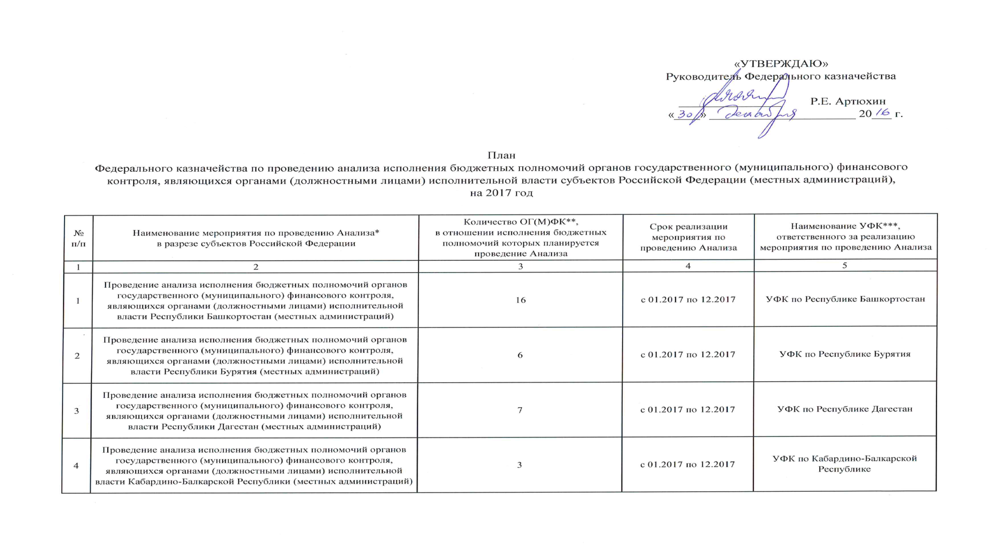 «УТВЕРЖДАЮ»
Руководитель Федерального казначейства
Р.Е. Артюхин
«30» декабря 2016 г.
План
Федерального казначейства по проведению анализа исполнения бюджетных полномочий органов государственного (муниципального) финансового
контроля, являющихся органами (должностными лицами) исполнительной власти субъектов Российской Федерации (местных администраций),
на 2017 год
№
п/п
Наименование мероприятия по проведению Анализа*
в разрезе субъектов Российской Федерации
Количество ОГ(М)ФК**,
в отношении исполнения бюджетных
полномочий которых планируется
проведение Анализа
Срок реализации
мероприятия по
проведению Анализа
Наименование УФК***,
ответственного за реализацию
мероприятия по проведению Анализа
1 2 3 4 5
1
Проведение анализа исполнения бюджетных полномочий органов
государственного (муниципального) финансового контроля,
являющихся органами (должностными лицами) исполнительной
власти Республики Башкортостан (местных администраций)
16
с 01.2017 по 12.2017
УФК по Республике Башкортостан
2
Проведение анализа исполнения бюджетных полномочий органов
государственного (муниципального) финансового контроля,
являющихся органами (должностными лицами) исполнительной
власти Республики Бурятия (местных администраций)
6
с 01.2017 по 12.2017
УФК по Республике Бурятия
3
Проведение анализа исполнения бюджетных полномочий органов
государственного (муниципального) финансового контроля,
являющихся органами (должностными лицами) исполнительной
власти Республики Дагестан (местных администраций)
7
с 01.2017 по 12.2017
УФК по Республике Дагестан
4
Проведение анализа исполнения бюджетных полномочий органов
государственного (муниципального) финансового контроля,
являющихся органами (должностными лицами) исполнительной
власти Кабардино-Балкарской Республики (местных администраций)
3
с 01.2017 по 12.2017
УФК по Кабардино-Балкарской
Республике